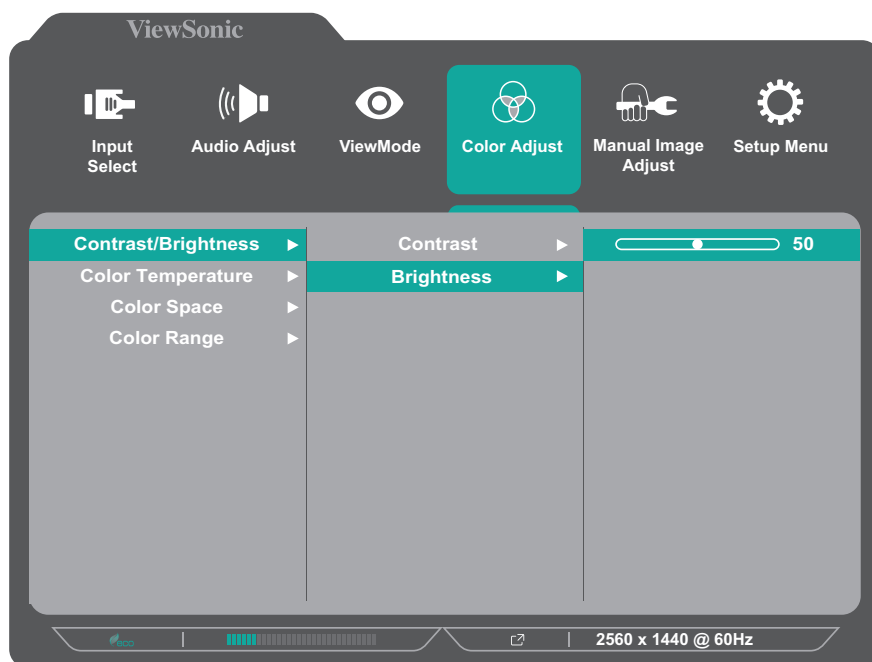 ViewSonic
Input
Select
Audio Adjust
ViewMode
Color Adjust
Manual Image
Adjust
Setup Menu
Contrast/Brightness
Contrast
50
Color Temperature
Brightness
Color Space
Color Range
eco
2560 x 1440 @ 60Hz